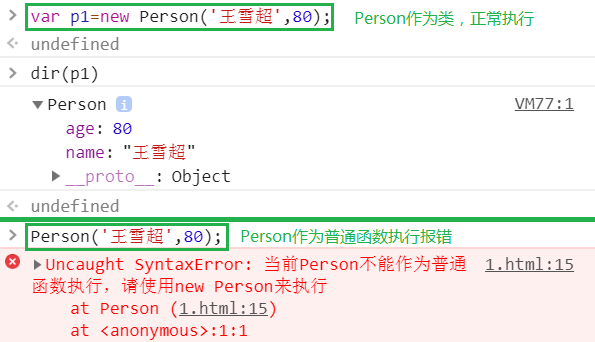 > var p1=new Person('王雪超',80); Person作为类，正常执行
<· undefined
> dir(p1)
▼Person i VM77:1
age: 80
name: "王雪超"
▶__proto__: Object
<· undefined
> Person('王雪超',80); Person作为普通函数执行报错
▶Uncaught SyntaxError: 当前Person不能作为普通 1.html:15
函数执行，请使用new Person来执行
at Person (1.html:15)
at <anonymous>:1:1